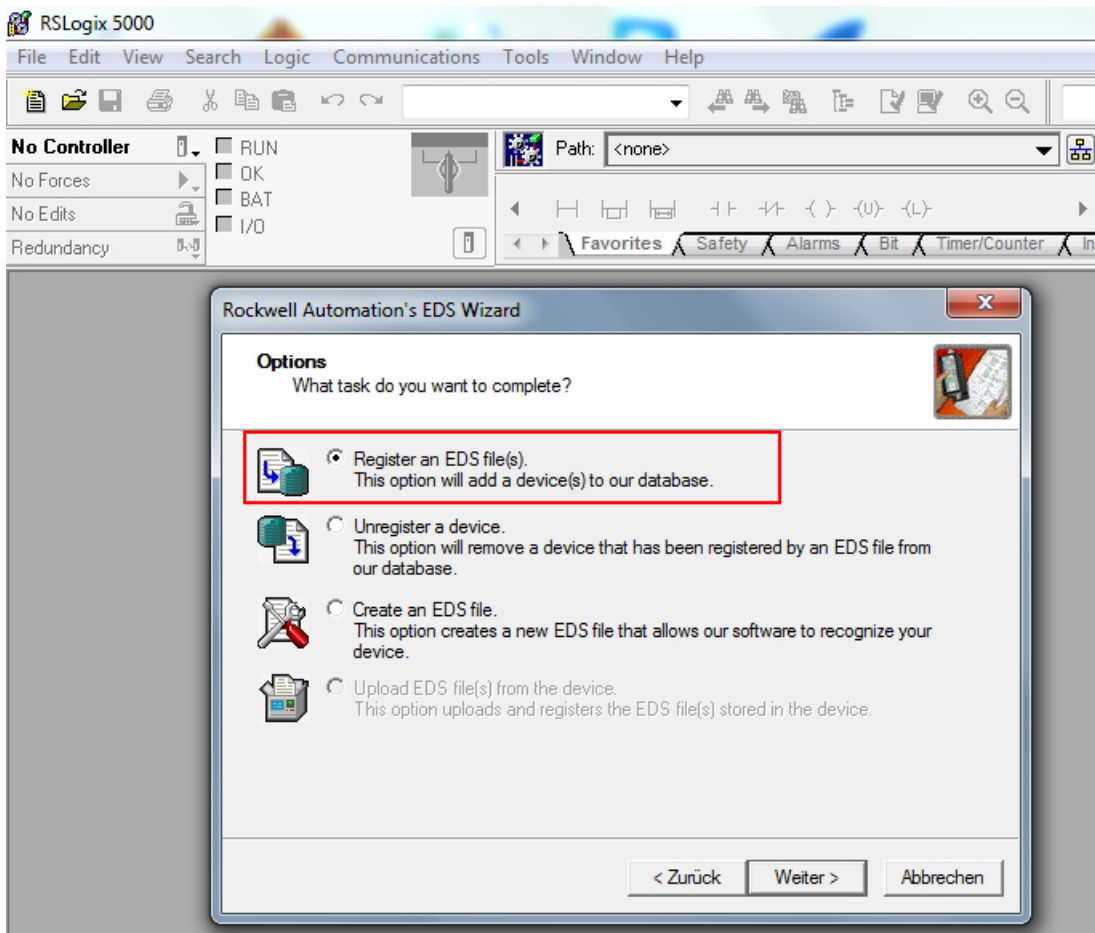 RSLogix 5000
File Edit View Search Logic Communications Tools Window Help
No Controller
RUN
Path: <none>
No Forces
OK
BAT
No Edits
I/O
Redundancy
Favorites Safety Alarms Bit Timer/Counter In
Rockwell Automation's EDS Wizard
Options
What task do you want to complete?
Register an EDS file(s).
This option will add a device(s) to our database.
Unregister a device.
This option will remove a device that has been registered by an EDS file from
our database.
Create an EDS file.
This option creates a new EDS file that allows our software to recognize your
device.
Upload EDS file(s) from the device.
This option uploads and registers the EDS file(s) stored in the device.
< Zurück Weiter > Abbrechen